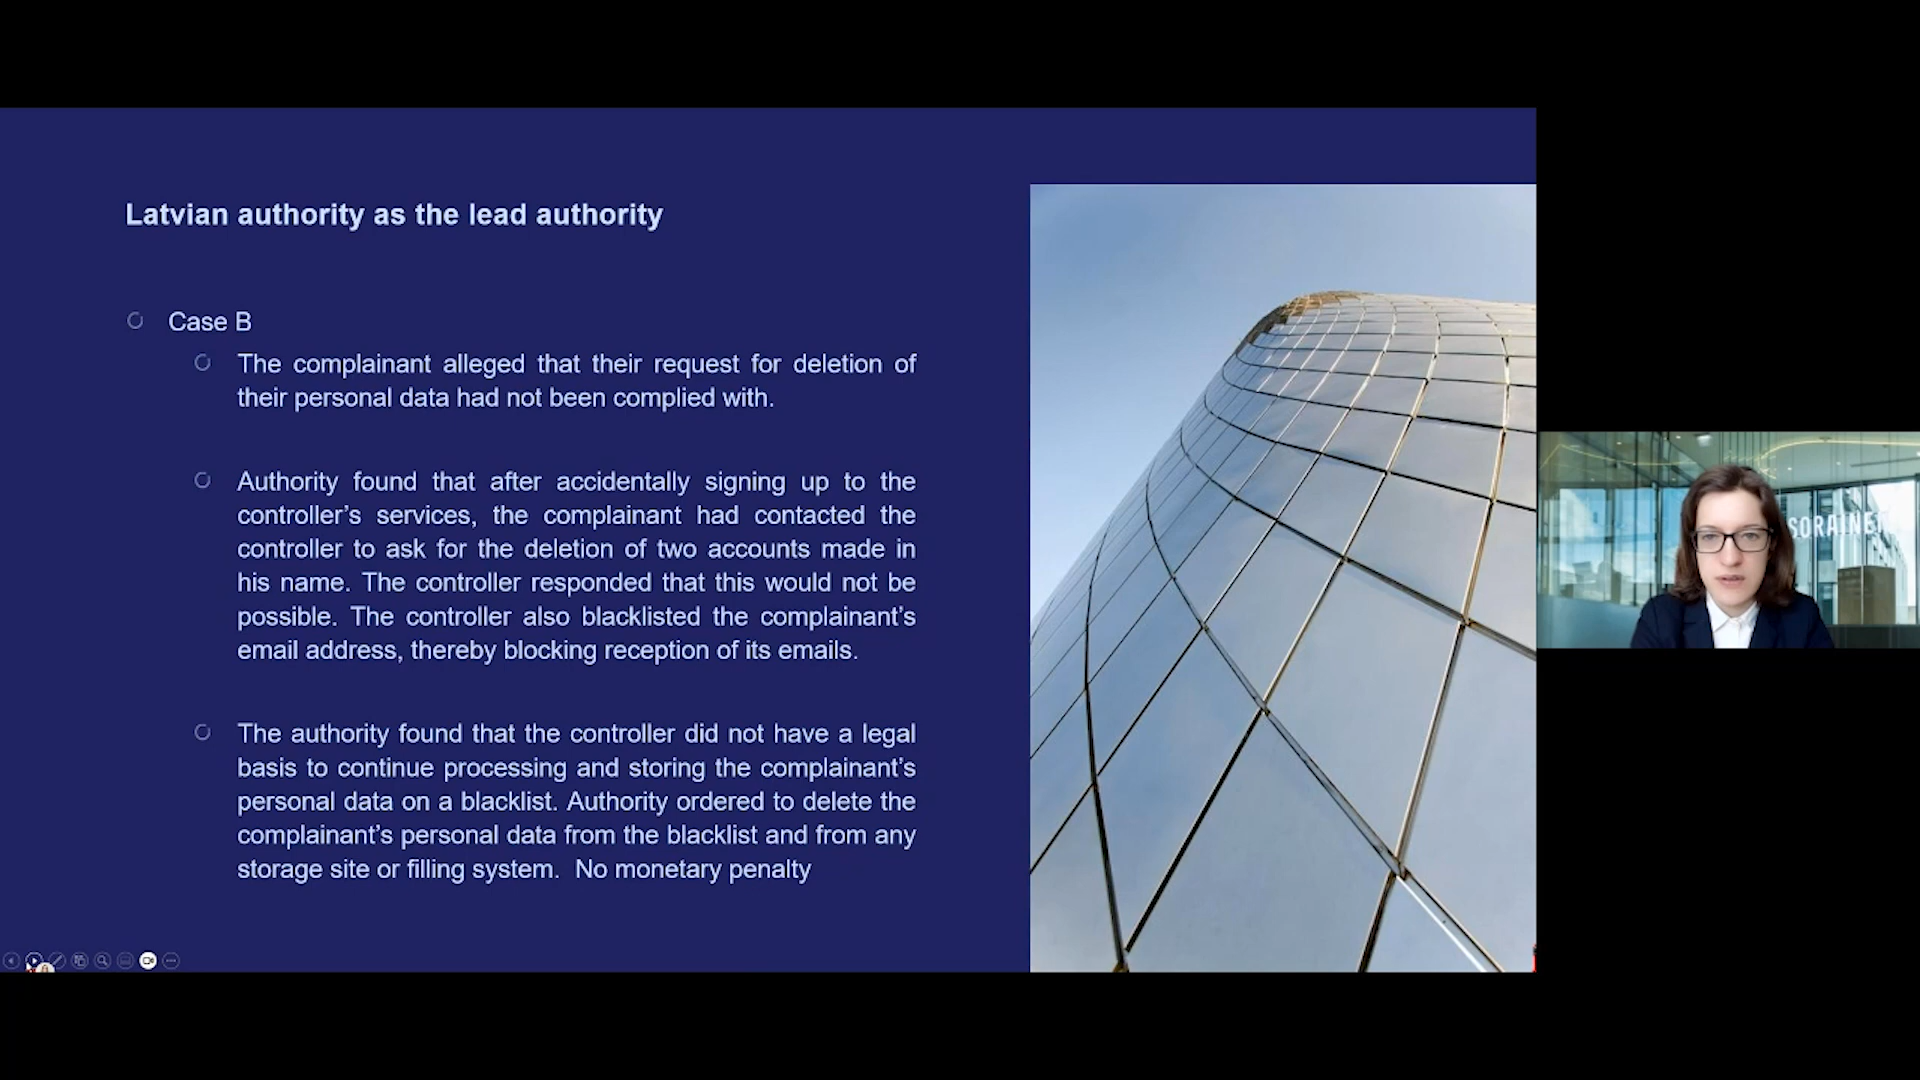 Latvian authority as the lead authority
Case B
The complainant alleged that their request for deletion of
their personal data had not been complied with.
Authority found that after accidentally signing up to the
controller’s services, the complainant had contacted the
controller to ask for the deletion of two accounts made in
his name. The controller responded that this would not be
possible. The controller also blacklisted the complainant’s
email address, thereby blocking reception of its emails.
The authority found that the controller did not have a legal
basis to continue processing and storing the complainant’s
personal data on a blacklist. Authority ordered to delete the
complainant’s personal data from the blacklist and from any
storage site or filling system.  No monetary penalty
SORAINEN